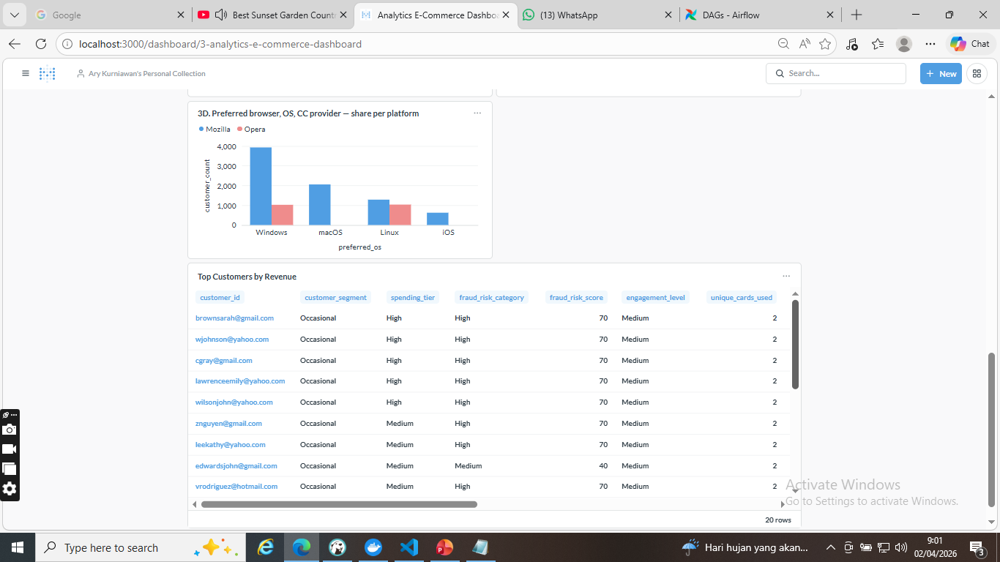 Google
Best Sunset Garden Countr
Analytics E-Commerce Dashboa
(13) WhatsApp
DAGs - Airflow
localhost:3000/dashboard/3-analytics-e-commerce-dashboard
Chat
Ary Kurniawan's Personal Collection
Search...
+ New
3D. Preferred browser, OS, CC provider — share per platform
Mozilla Opera
customer_count
4,000
3,000
2,000
1,000
0
Windows macOS Linux iOS
preferred_os
Top Customers by Revenue
customer_id customer_segment spending_tier fraud_risk_category fraud_risk_score engagement_level unique_cards_used
brownsarah@gmail.com Occasional High High 70 Medium 2
wjohnson@yahoo.com Occasional High High 70 Medium 2
cgray@gmail.com Occasional High High 70 Medium 2
lawrenceemily@yahoo.com Occasional High High 70 Medium 2
wilsonjohn@yahoo.com Occasional High High 70 Medium 2
znguyen@gmail.com Occasional Medium High 70 Medium 2
leekathy@yahoo.com Occasional Medium High 70 Medium 2
edwardsjohn@gmail.com Occasional Medium Medium 40 Medium 2
vrodriguez@hotmail.com Occasional Medium High 70 Medium 2
20 rows
Activate Windows
Go to Settings to activate Windows.
Type here to search
Hari hujan yang akan...
9:01
02/04/2026
3